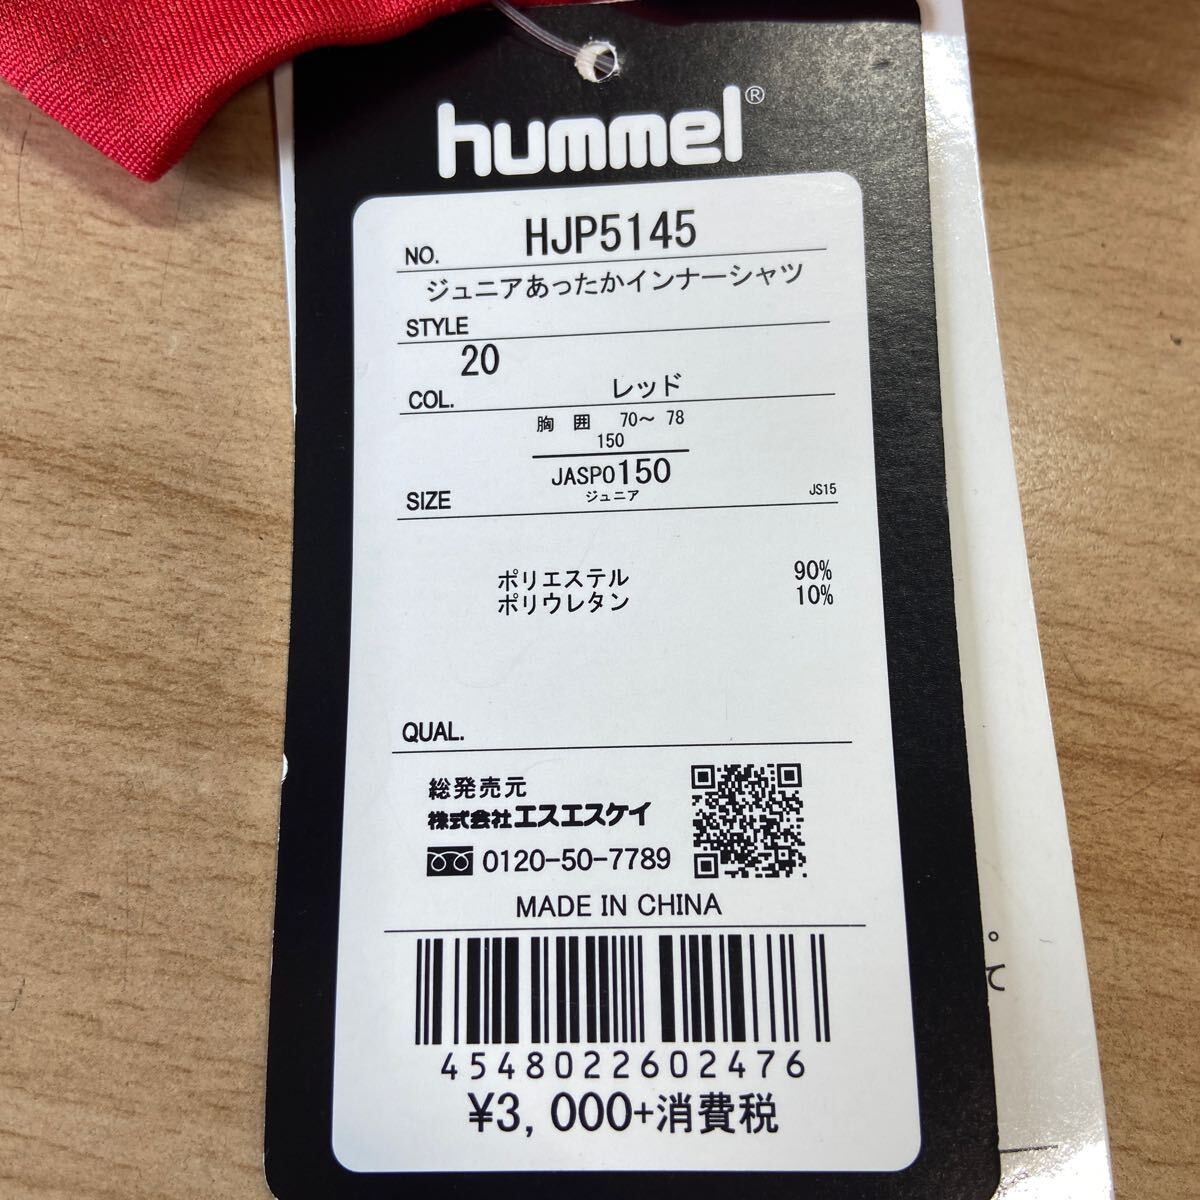 hummel®
NO. HJP5145
ジュニアあったかインナーシャツ
STYLE
20
COL. レッド
胸 囲 70～ 78
150
JASPO150
SIZE ジュニア JS15
ポリエステル 90%
ポリウレタン 10%
QUAL.
総発売元
株式会社エスエスケイ
0120-50-7789
MADE IN CHINA
4548022602476
¥3,000+消費税
。
て